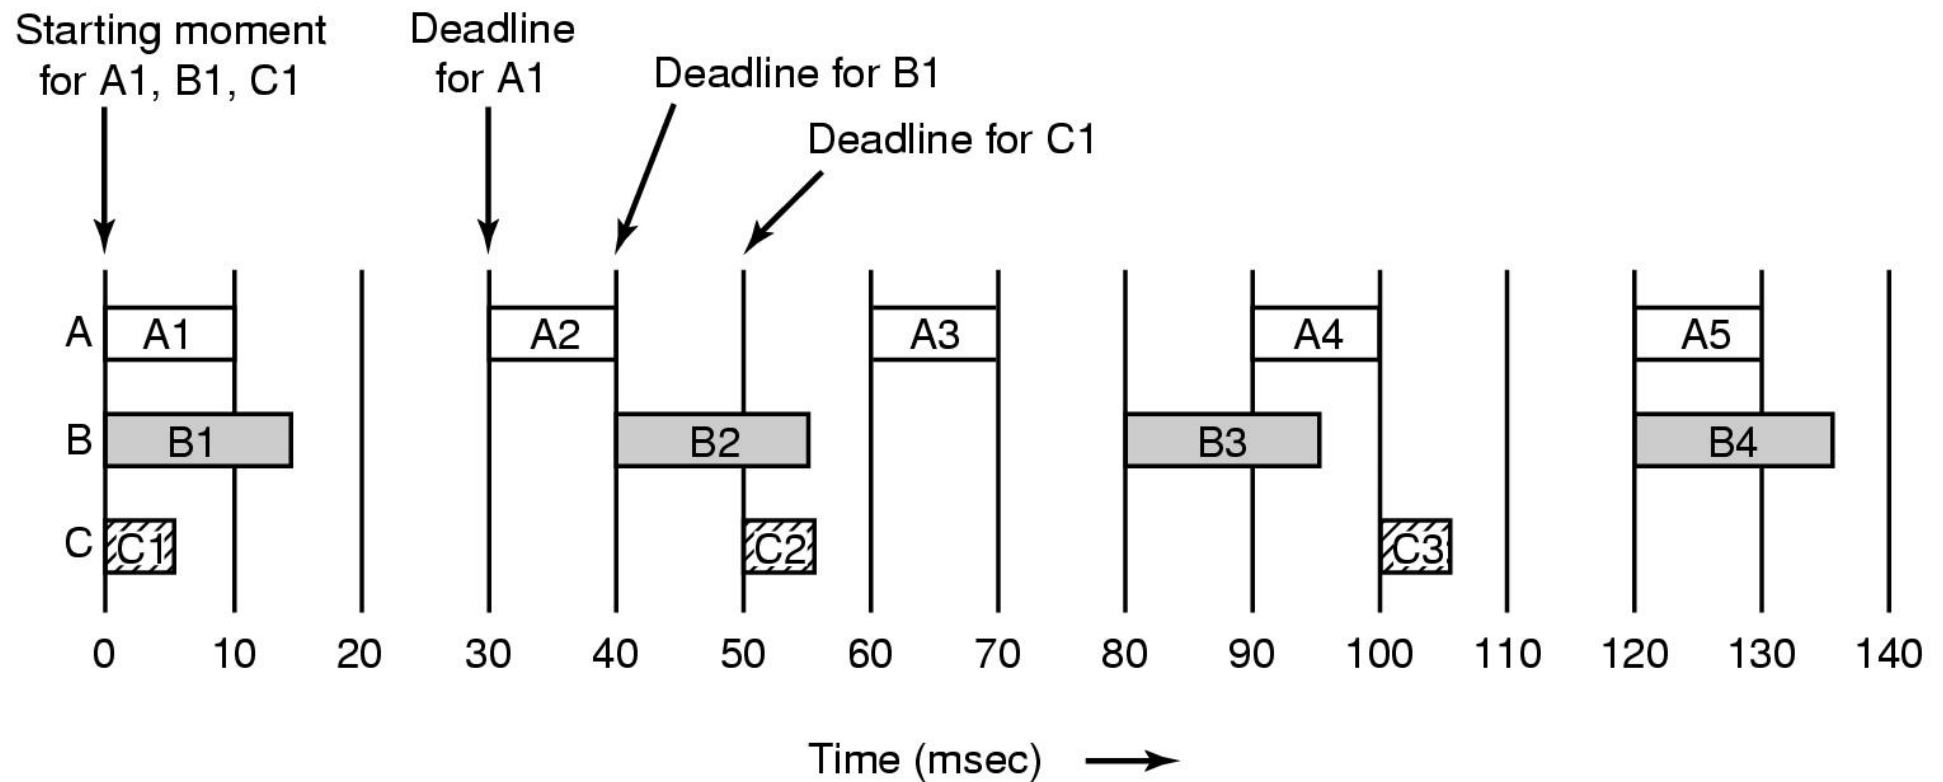 Starting moment
for A1, B1, C1
Deadline
for A1
Deadline for B1
Deadline for C1
A A1 A2 A3 A4 A5
B B1 B2 B3 B4
C C1 C2 C3
0 10 20 30 40 50 60 70 80 90 100 110 120 130 140
Time (msec)